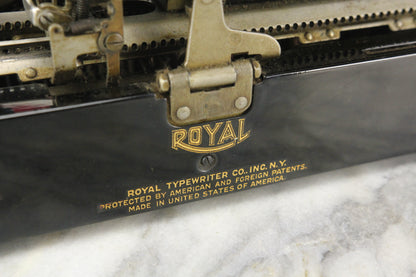 ROYAL
ROYAL TYPEWRITER CO. INC. N.Y.
PROTECTED BY AMERICAN AND FOREIGN PATENTS.
MADE IN UNITED STATES OF AMERICA.